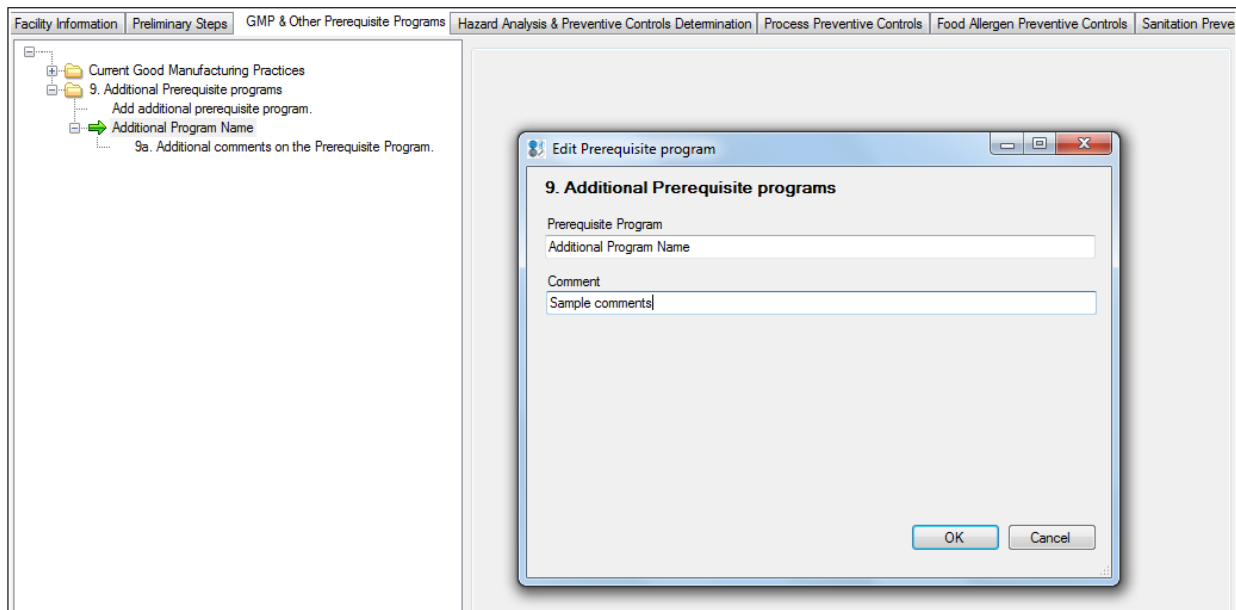 Facility Information Preliminary Steps GMP & Other Prerequisite Programs Hazard Analysis & Preventive Controls Determination Process Preventive Controls Food Allergen Preventive Controls Sanitation Preve
Current Good Manufacturing Practices
9. Additional Prerequisite programs
Add additional prerequisite program.
Additional Program Name
9a. Additional comments on the Prerequisite Program.
Edit Prerequisite program
9. Additional Prerequisite programs
Prerequisite Program
Additional Program Name
Comment
Sample comments
OK Cancel